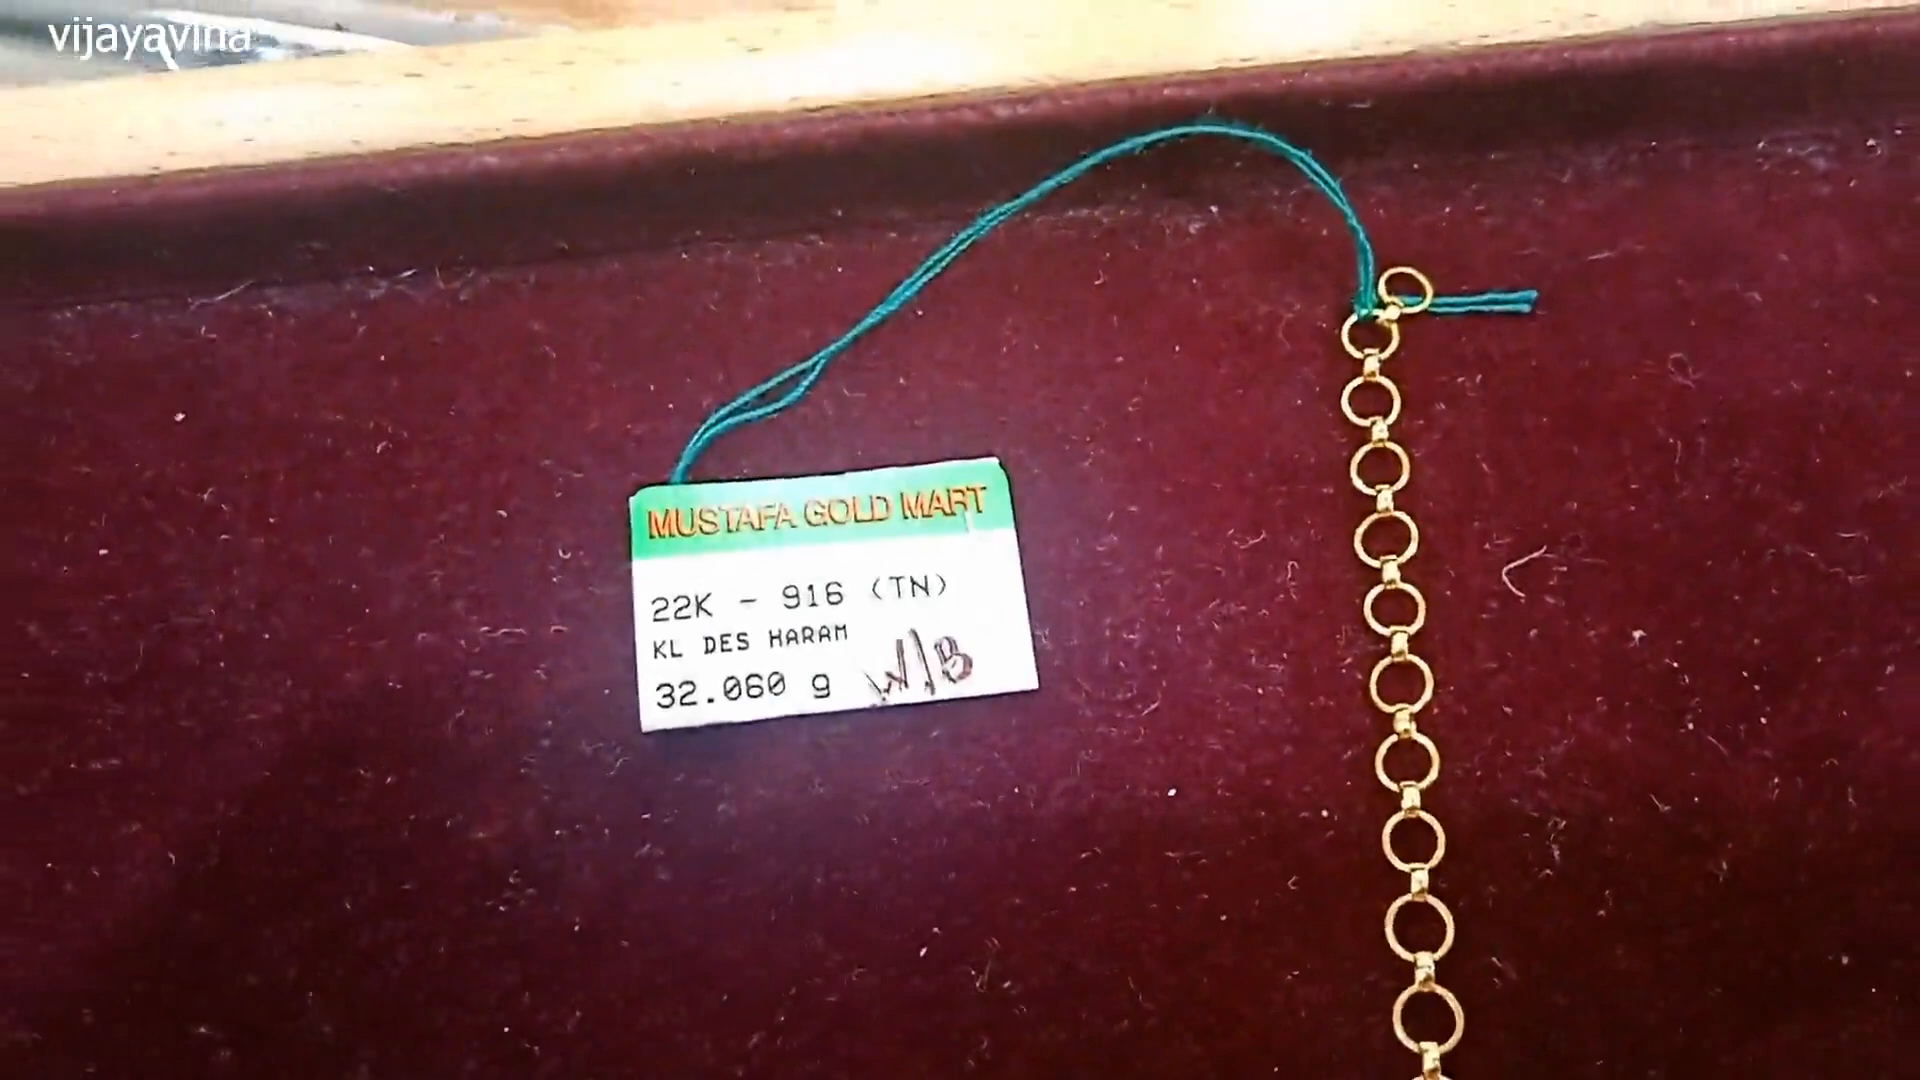 vijayavina
MUSTAFA GOLD MART
22K - 916 (TN)
KL DES HARAM
32.060 g W/B